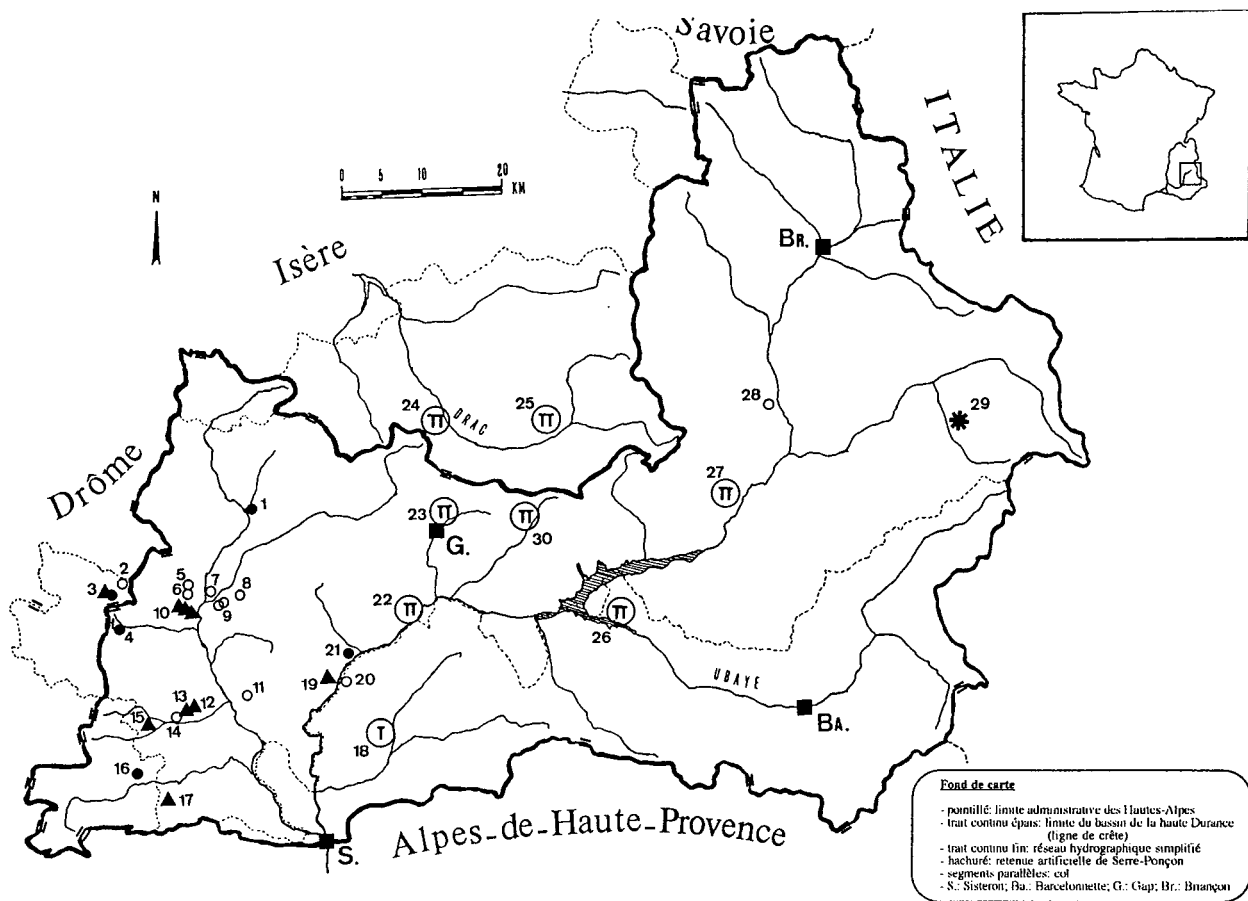 Savoie
ITALIE
N
0 5 10 20
KM
Isère
BR.
Drôme
24
DRAC
25
28
29
27
1
23
30
G.
2
3
5
6
7
8
10
9
4
22
26
21
19
20
UBAYE
11
13
12
15
14
18
BA.
16
17
S.
Alpes-de-Haute-Provence
π
π
π
π
π
π
π
T
Fond de carte
- pointillé: limite administrative des Hautes-Alpes
- trait continu épais: limite du bassin de la haute Durance
(ligne de crête)
- trait continu fin: réseau hydrographique simplifié
- hachuré: retenue artificielle de Serre-Ponçon
- segments parallèles: col
- S.: Sisteron; Ba.: Barcelonnette; G.: Gap; Br.: Briançon